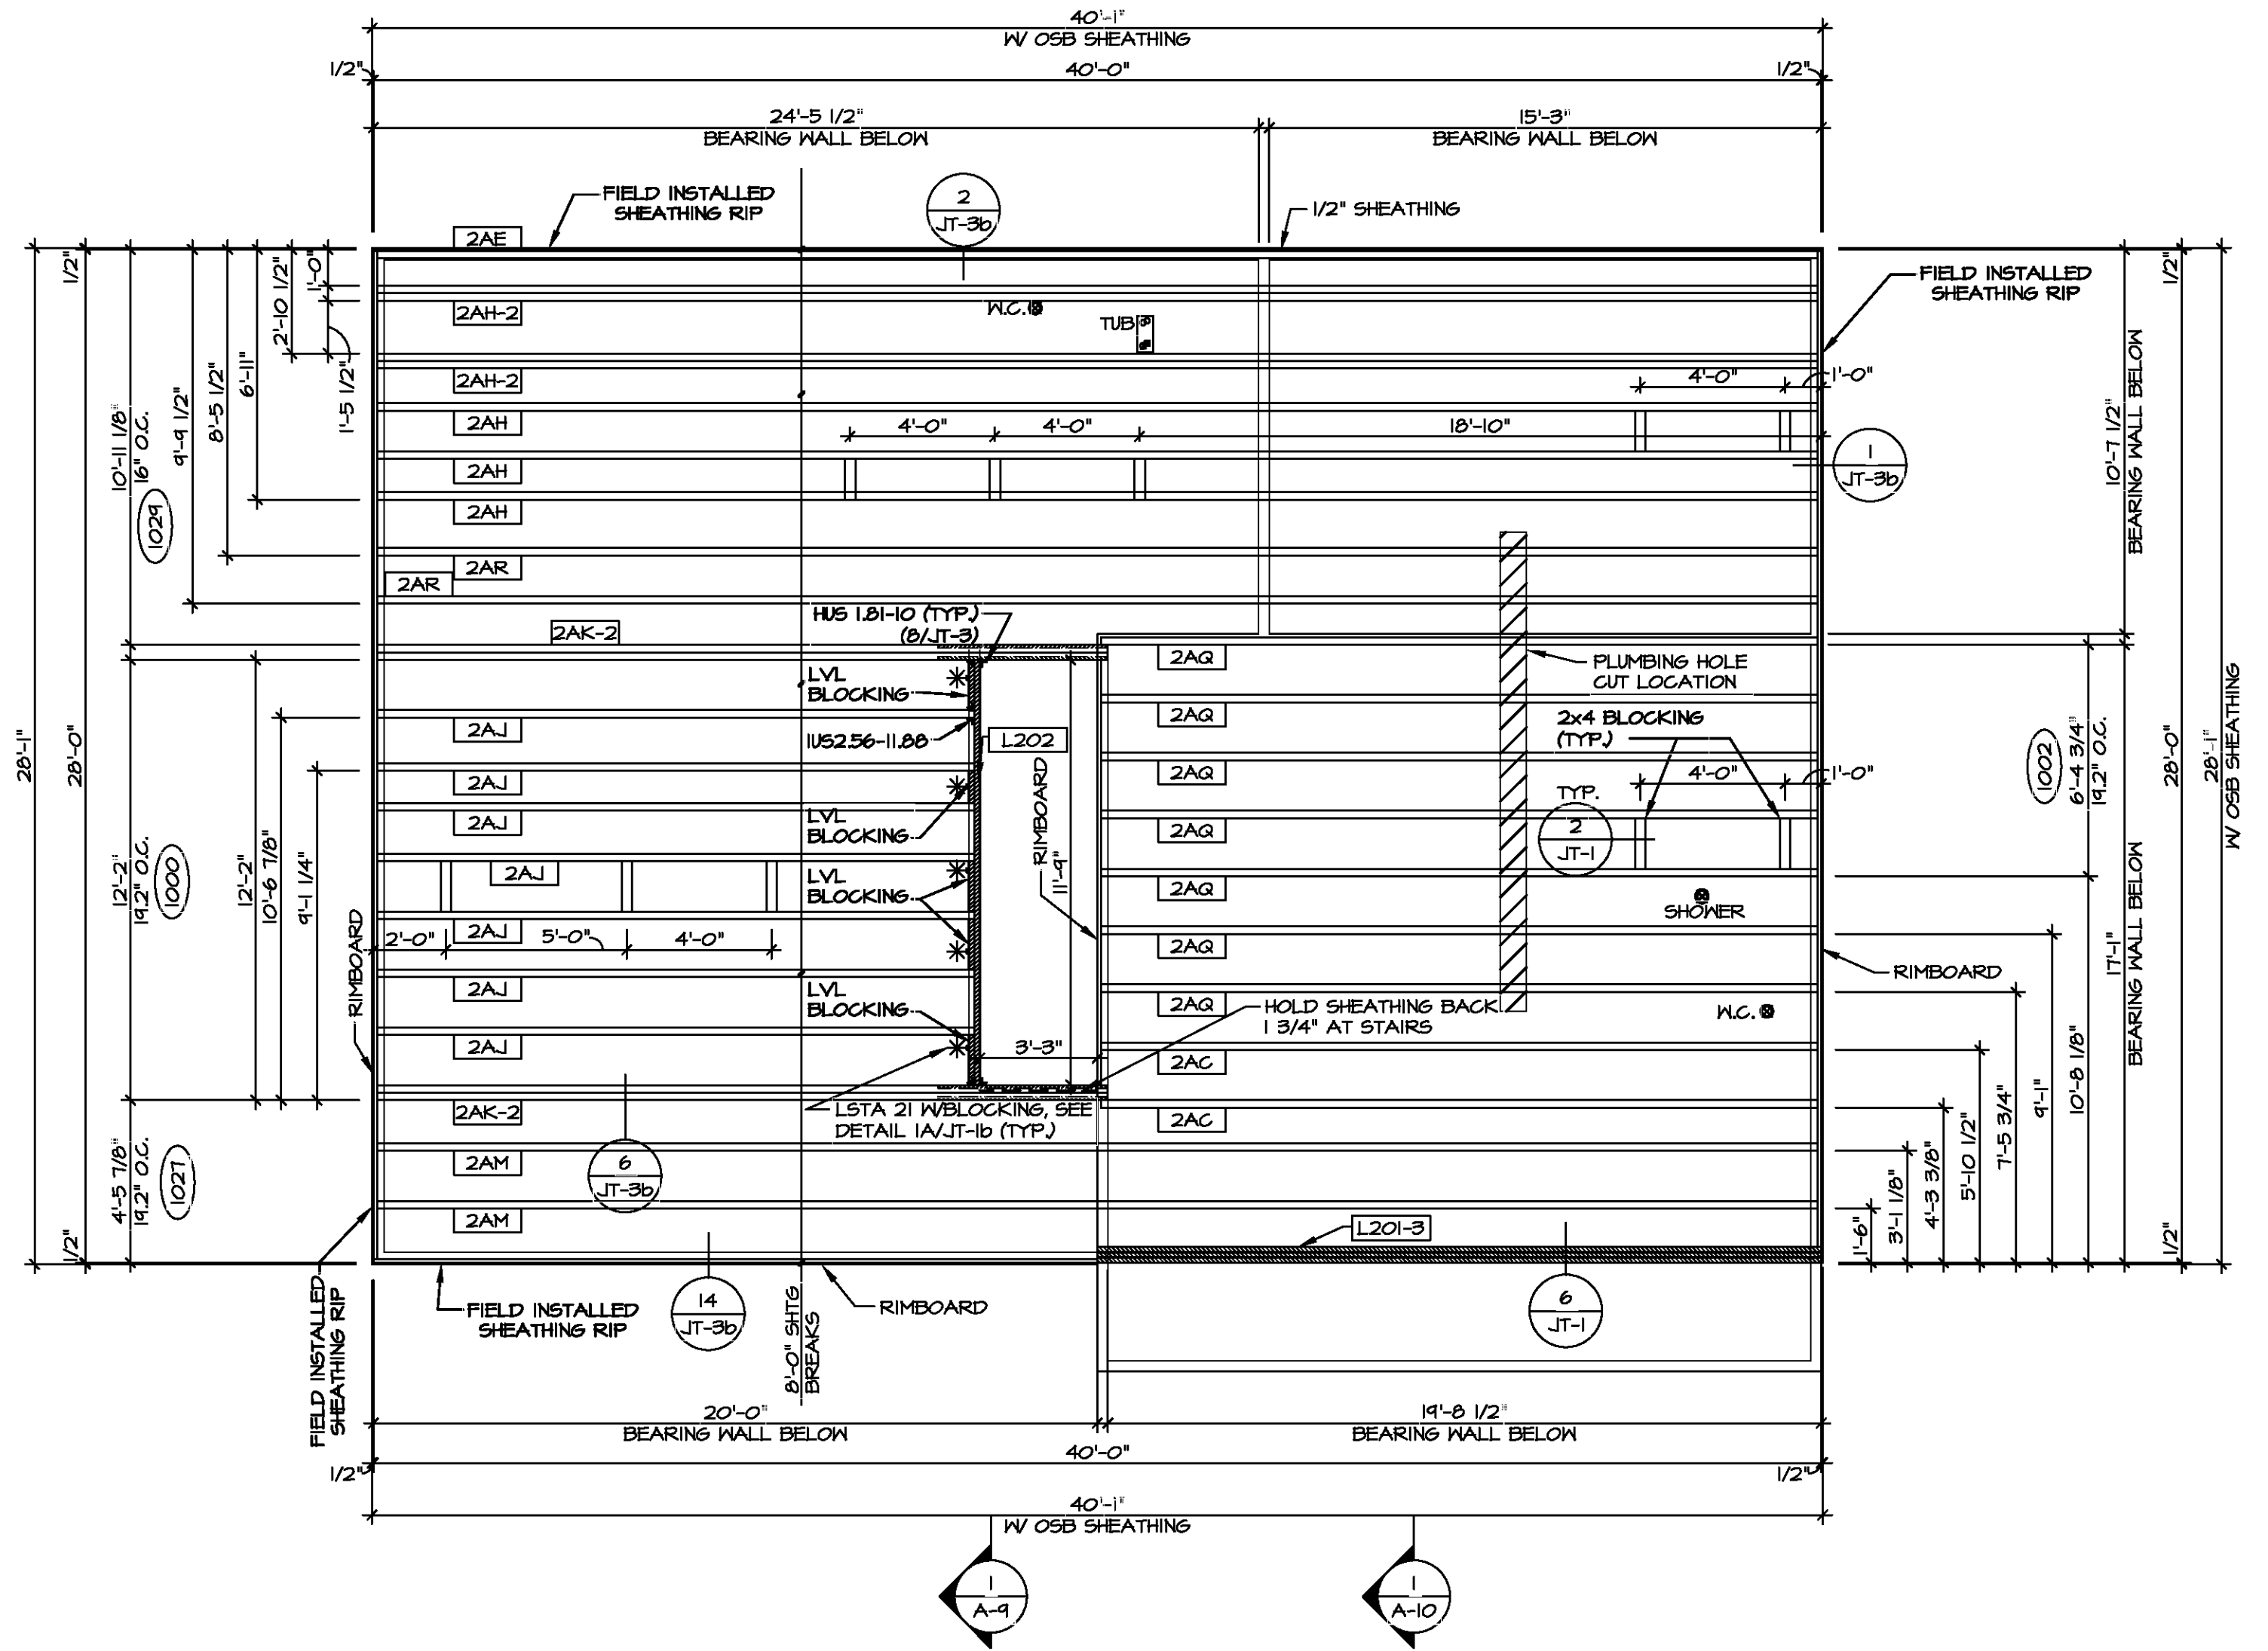 40'-1"
W/ OSB SHEATHING
1/2"
40'-0"
1/2"
24'-5 1/2"
BEARING WALL BELOW
15'-3"
BEARING WALL BELOW
FIELD INSTALLED
SHEATHING RIP
2
JT-3b
1/2" SHEATHING
2AE
FIELD INSTALLED
SHEATHING RIP
1/2"
2'-10 1/2"
1'-0"
1/2"
2AH-2
W.C.
TUB
2AH-2
4'-0"
1'-0"
2AH
4'-0"
4'-0"
18'-10"
1
JT-3b
2AH
2AH
10'-11 1/8"
16" O.C.
1029
9'-9 1/2"
8'-5 1/2"
6'-11"
1'-5 1/2"
10'-7 1/2"
BEARING WALL BELOW
2AR
2AR
HUS 1.81-10 (TYP.)
(8/JT-3)
2AK-2
2AQ
PLUMBING HOLE
CUT LOCATION
LVL
BLOCKING
2AQ
2x4 BLOCKING
(TYP.)
2AJ
IUS2.56-11.88
L202
2AQ
4'-0"
1'-0"
2AJ
TYP.
2
JT-1
RIMBOARD
11'-9"
2AJ
LVL
BLOCKING
2AQ
28'-1"
28'-0"
12'-2"
19.2" O.C.
1000
12'-2"
10'-6 7/8"
9'-1 1/4"
1002
6'-4 3/4"
19.2" O.C.
28'-0"
28'-1"
W/ OSB SHEATHING
2AJ
LVL
BLOCKING
2AQ
SHOWER
2AJ
2'-0"
5'-0"
4'-0"
2AQ
RIMBOARD
RIMBOARD
2AJ
LVL
BLOCKING
2AQ
HOLD SHEATHING BACK
1 3/4" AT STAIRS
W.C.
2AJ
3'-3"
2AC
17'-1"
BEARING WALL BELOW
10'-8 1/8"
9'-1"
7'-5 3/4"
5'-10 1/2"
4'-3 3/8"
3'-1 1/8"
1'-6"
1/2"
2AK-2
LSTA 21 W/BLOCKING, SEE
DETAIL 1A/JT-1b (TYP.)
2AC
4'-5 7/8"
19.2" O.C.
1027
1/2"
2AM
6
JT-3b
2AM
L201-3
FIELD INSTALLED
SHEATHING RIP
FIELD INSTALLED
SHEATHING RIP
14
JT-3b
8'-0" SHTG
BREAKS
RIMBOARD
6
JT-1
20'-0"
BEARING WALL BELOW
19'-8 1/2"
BEARING WALL BELOW
40'-0"
1/2"
1/2"
40'-1"
W/ OSB SHEATHING
1
A-9
1
A-10